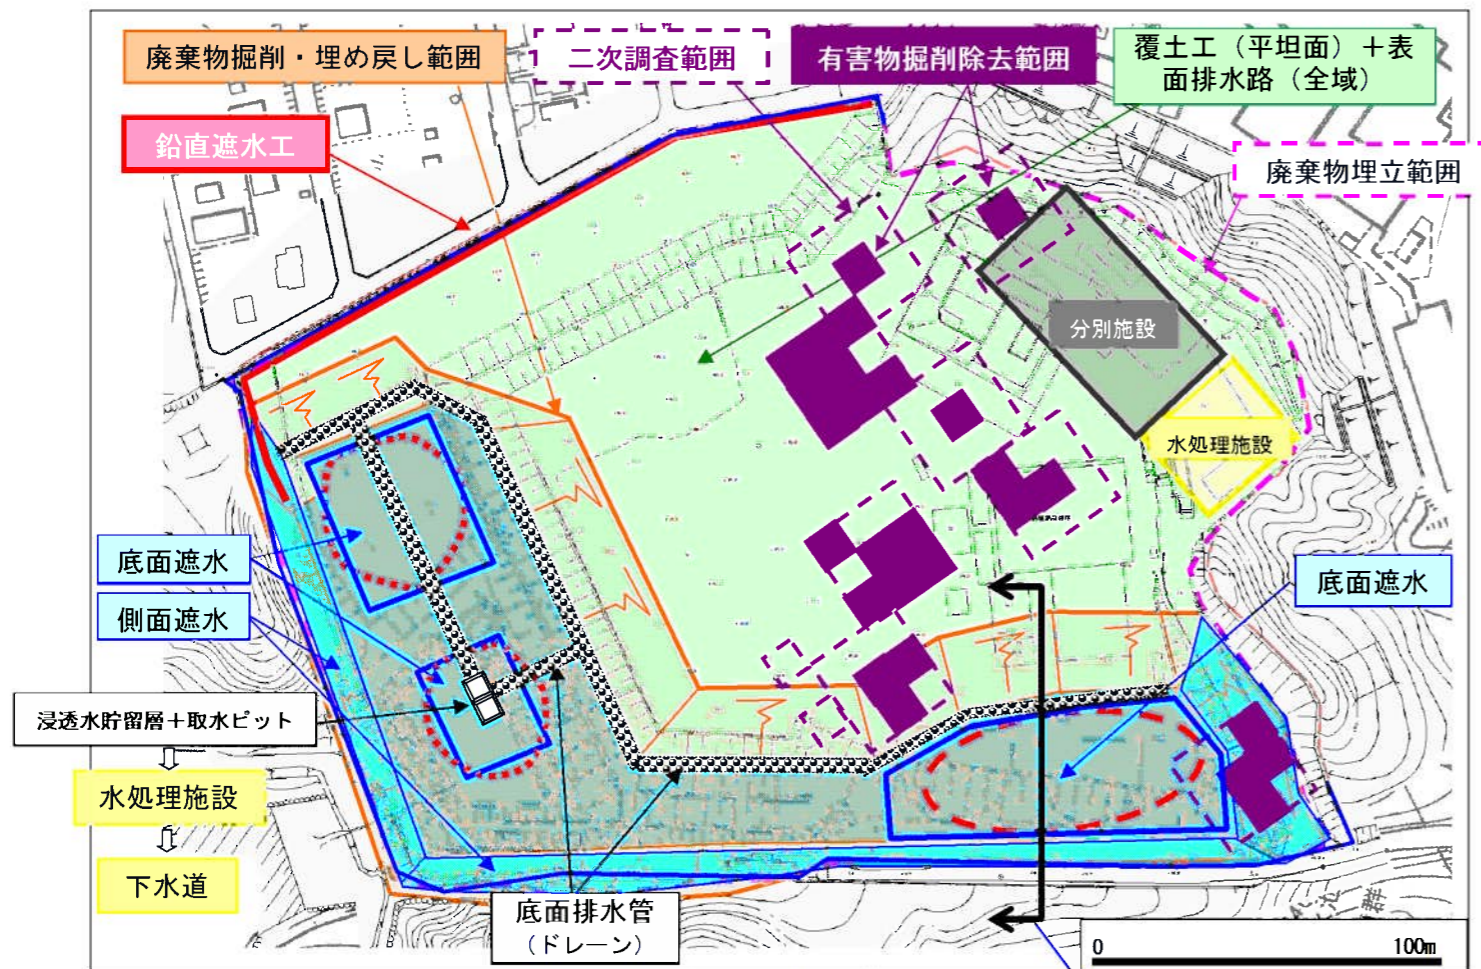 廃棄物掘削・埋め戻し範囲
二次調査範囲
有害物掘削除去範囲
覆土工（平坦面）＋表
面排水路（全域）
鉛直遮水工
廃棄物埋立範囲
分別施設
水処理施設
底面遮水
側面遮水
底面遮水
浸透水貯留層＋取水ピット
水処理施設
下水道
底面排水管
（ドレーン）
0 100m